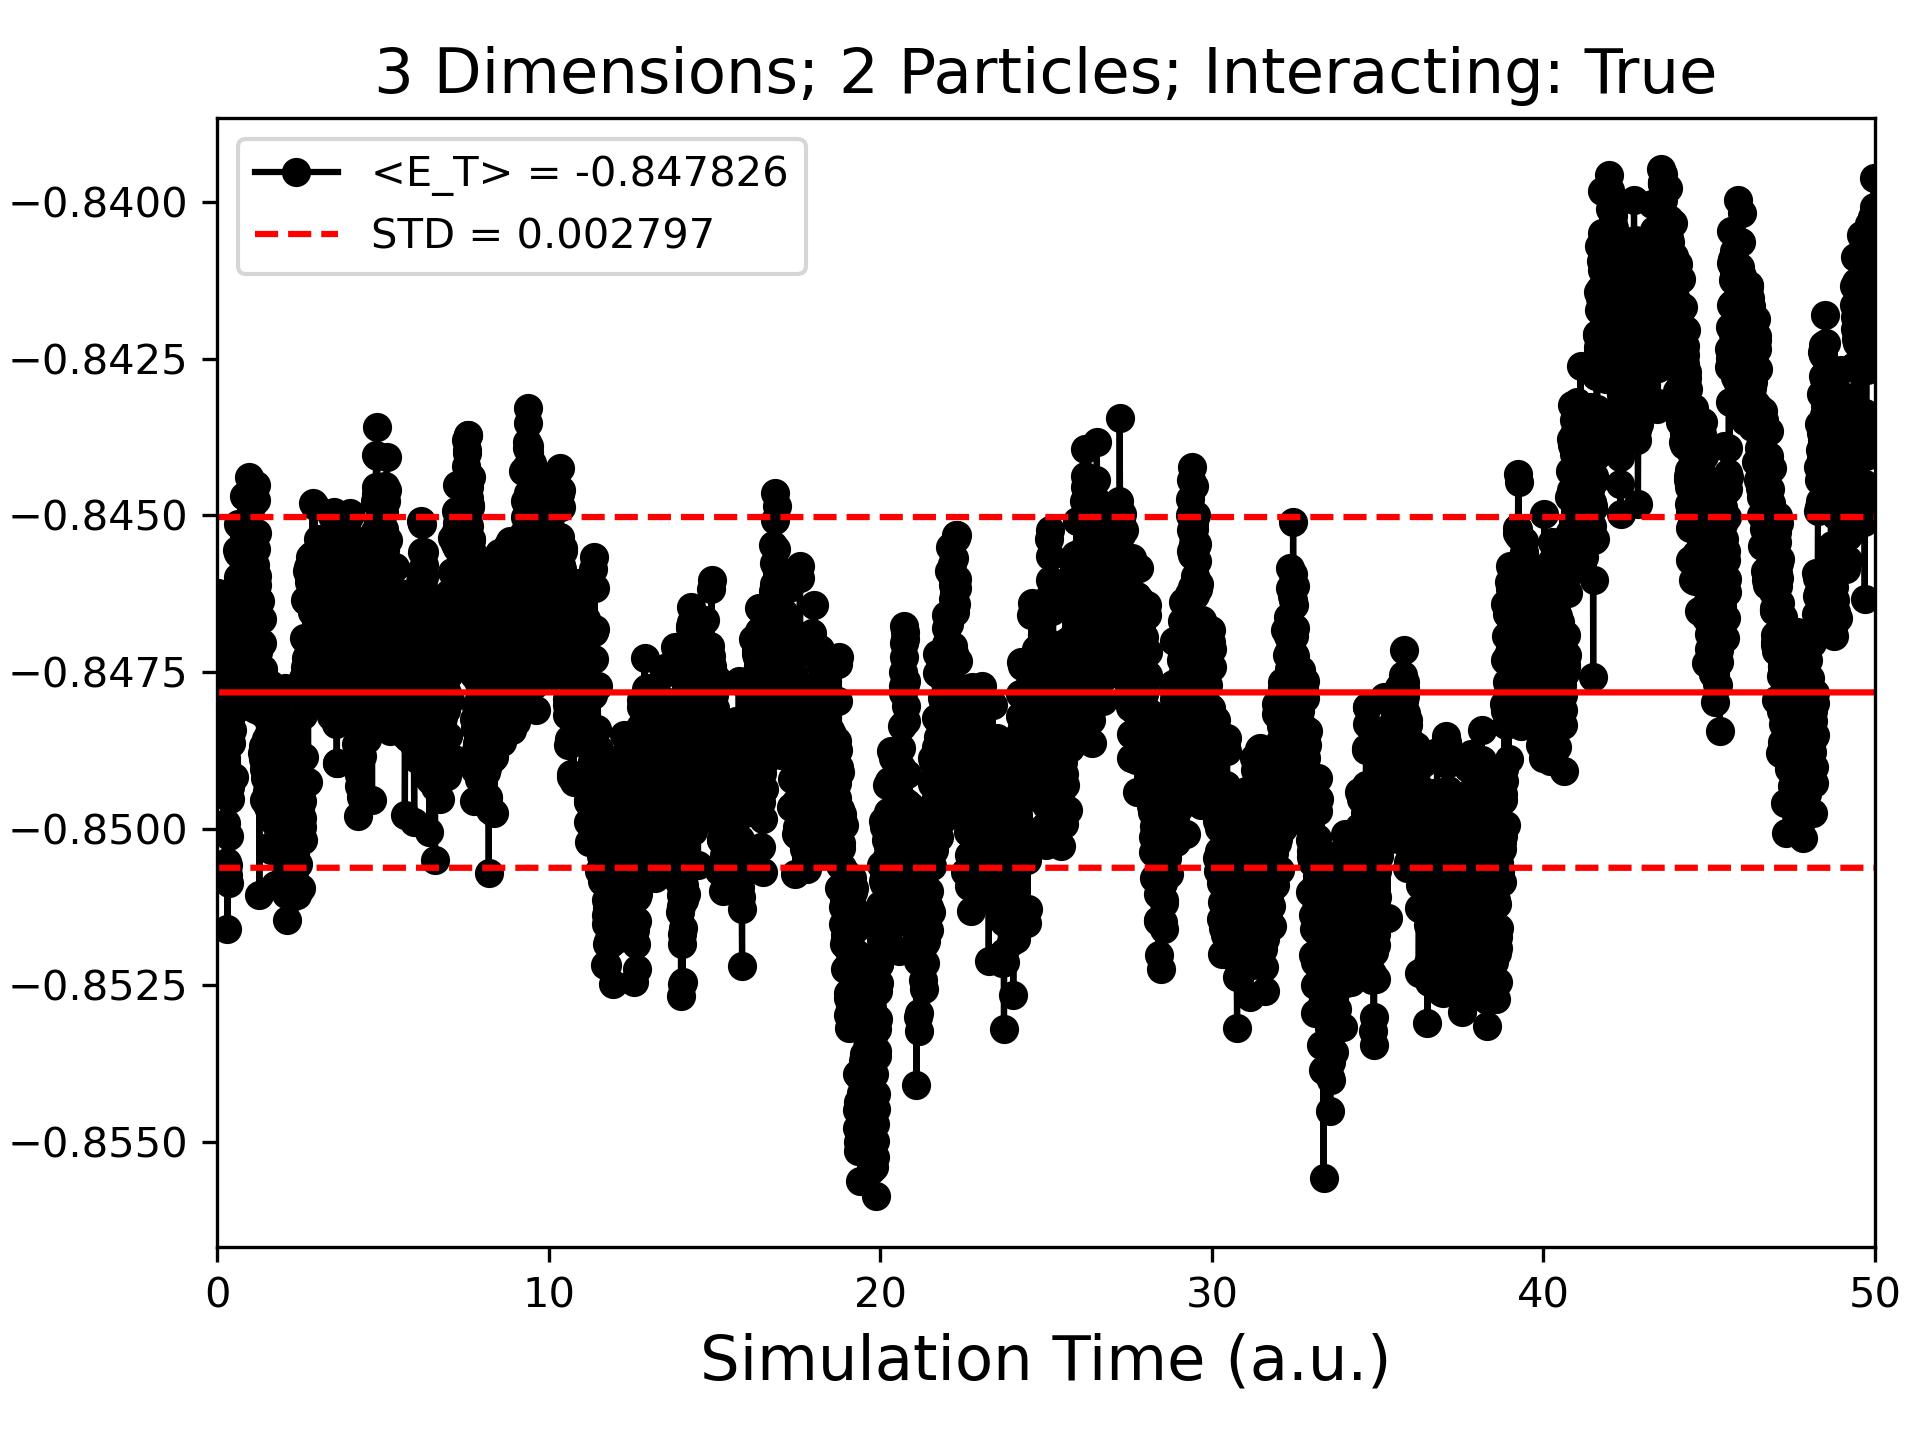 3 Dimensions; 2 Particles; Interacting: True
<E_T> = -0.847826
STD = 0.002797
−0.8400
−0.8425
−0.8450
−0.8475
−0.8500
−0.8525
−0.8550
0 10 20 30 40 50
Simulation Time (a.u.)